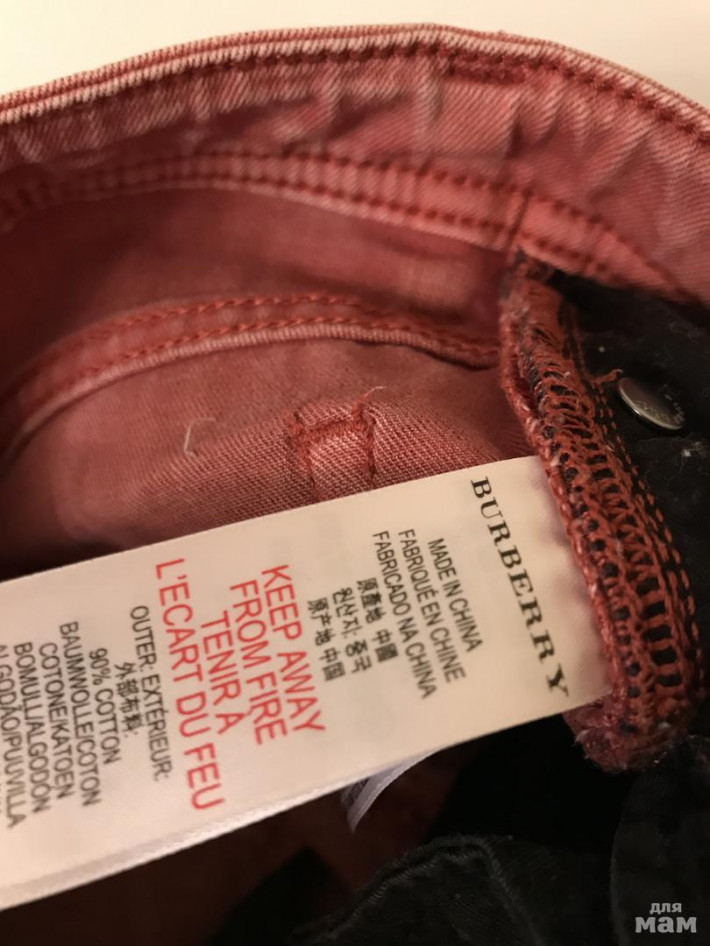 BURBERRY
MADE IN CHINA
FABRIQUÉ EN CHINE
FABRICADO NA CHINA
原產地: 中國
원산지: 중국
原产地 中国
KEEP AWAY
FROM FIRE
TENIR À
L'ECART DU FEU
OUTER: EXTÉRIEUR:
外部布料:
90% COTTON
BAUMWOLLE/COTON
COTONE/KATOEN
BOMULL/ALGODÓN
ALGODÃO/PUUVILLA
для
мам